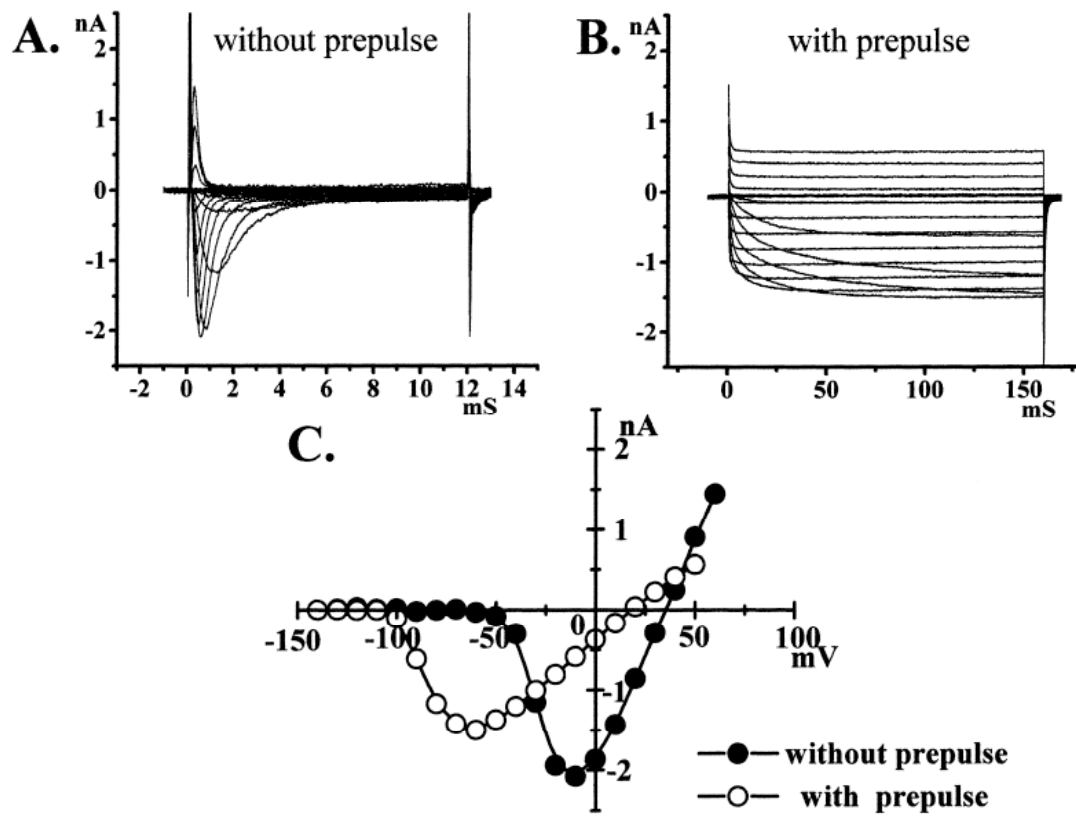 A.
nA
without prepulse
2
1
0
-1
-2
-2 0 2 4 6 8 10 12 14
mS
B.
nA
with prepulse
2
1
0
-1
-2
0 50 100 150
mS
C.
nA
2
1
-150 -100 -50 0 50 100
mV
-1
-2
without prepulse
with prepulse